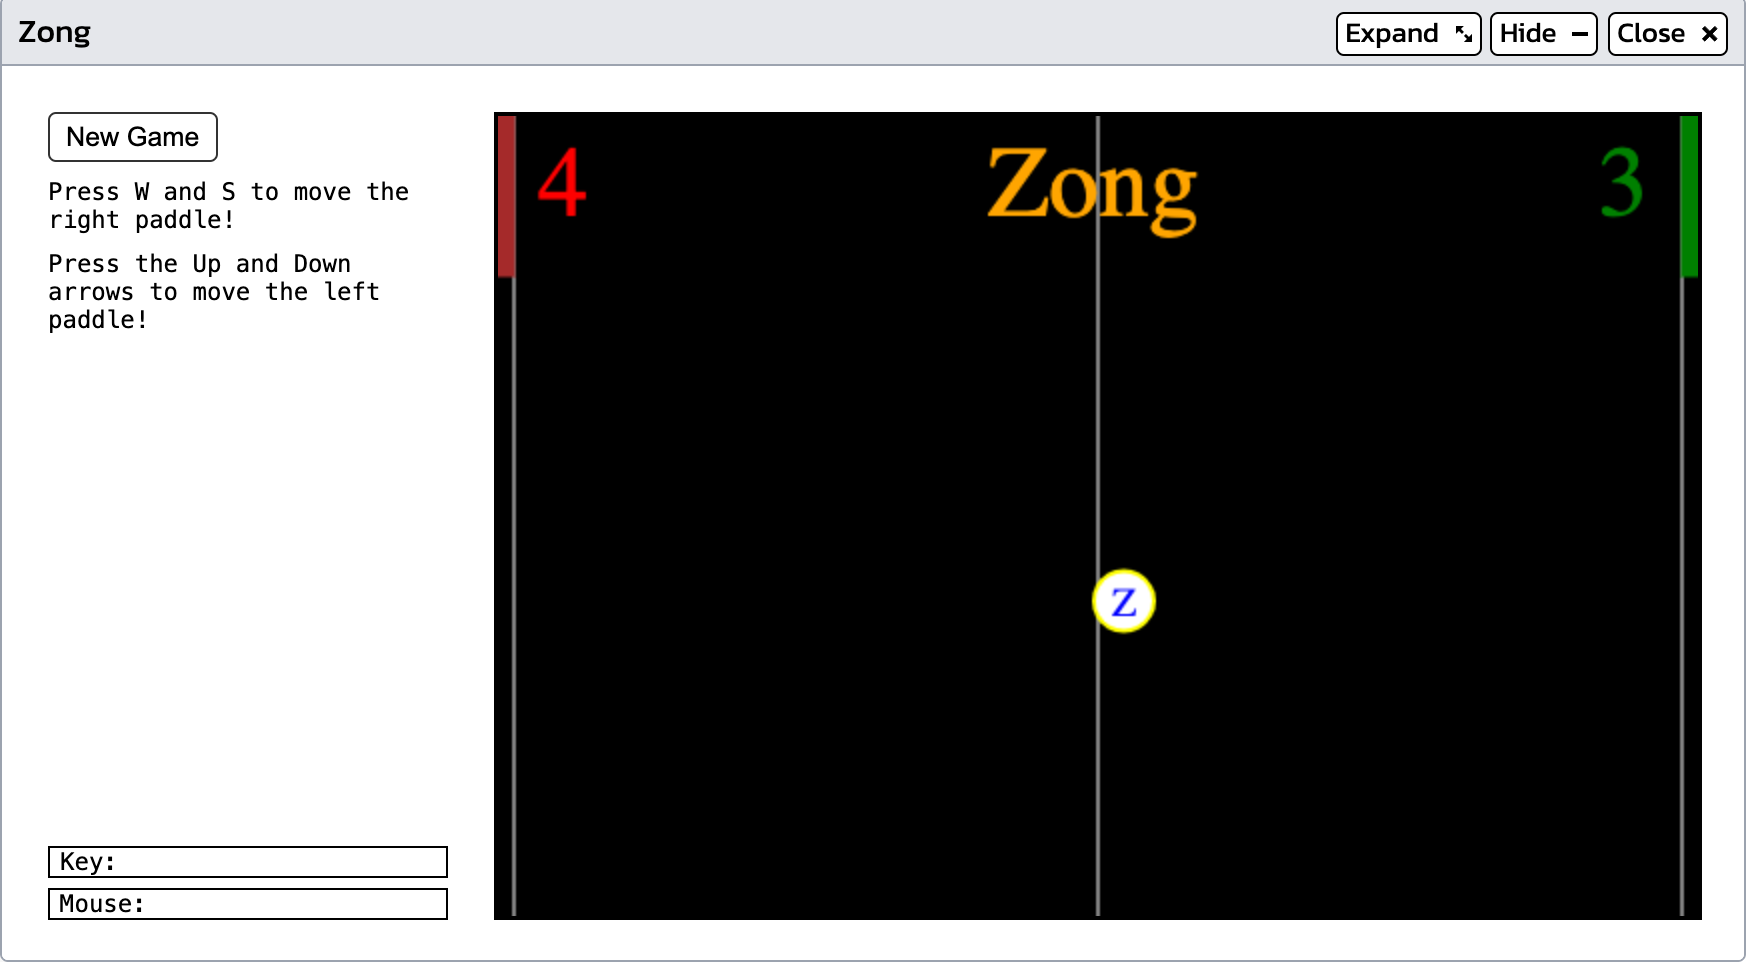 Zong
Expand
Hide
Close
New Game
Press W and S to move the
right paddle!
Press the Up and Down
arrows to move the left
paddle!
Key:
Mouse:
4
Zong
3
Z